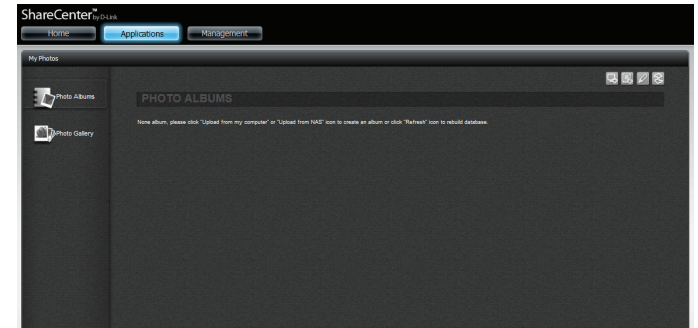 ShareCenter™ by D-Link
Home Applications Management
My Photos
Photo Albums
PHOTO ALBUMS
None album, please click "Upload from my computer" or "Upload from NAS" icon to create an album or click "Refresh" icon to rebuild database.
Photo Gallery